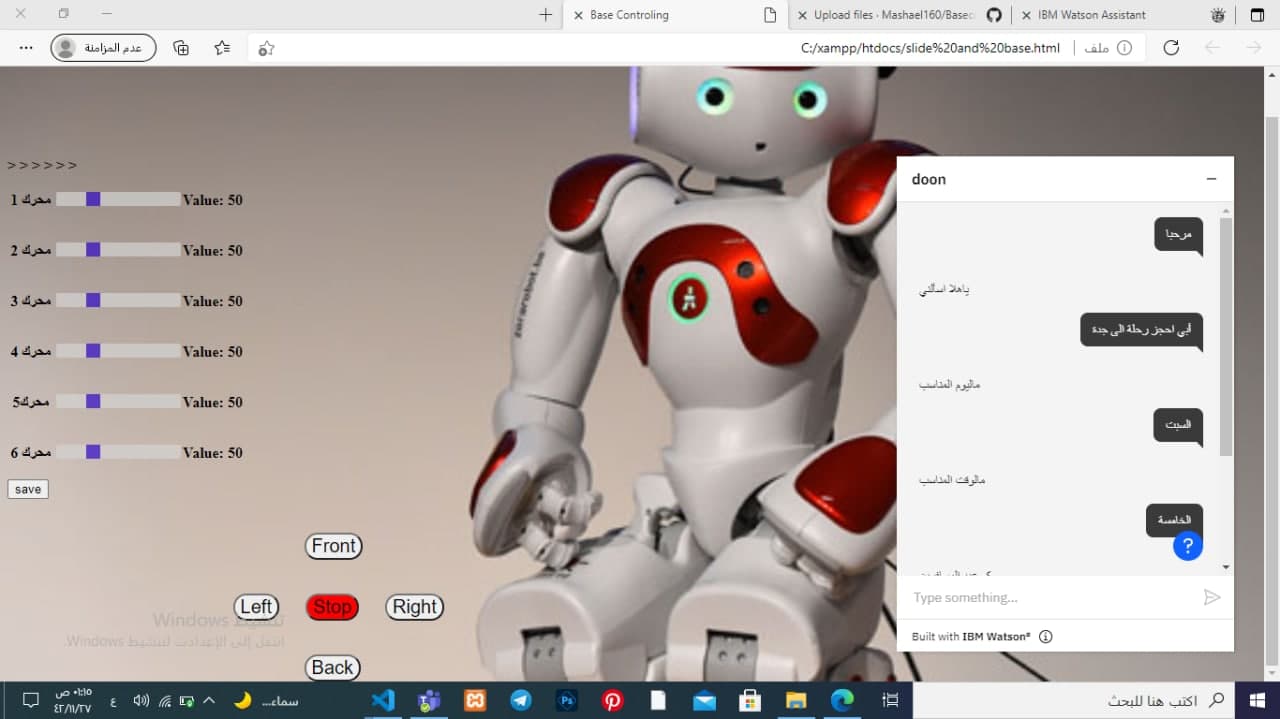 Base Controling
Upload files · Mashael160/Basec
IBM Watson Assistant
عدم المزامنة
C:/xampp/htdocs/slide%20and%20base.html
ملف
> > > > > >
محرك 1
Value: 50
محرك 2
Value: 50
محرك 3
Value: 50
محرك 4
Value: 50
محرك5
Value: 50
محرك 6
Value: 50
save
Front
Left
Stop
Right
Back
zorarobot.be
doon
مرحبا
ياهلا اسالني
أبي احجز رحلة الى جدة
ماليوم المناسب
السبت
مالوقت المناسب
الخامسة
?
Type something...
Built with IBM Watson®
تنشيط Windows
انتقل إلى الإعدادات لتنشيط Windows.
٠١:١٥ ص
٤٢/١١/٢٧
ع
سماء...
Ps
اكتب هنا للبحث